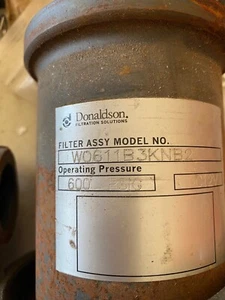 Donaldson
FILTRATION SOLUTIONS
FILTER ASSY MODEL NO.
W0611B3KNB2
Operating Pressure
600